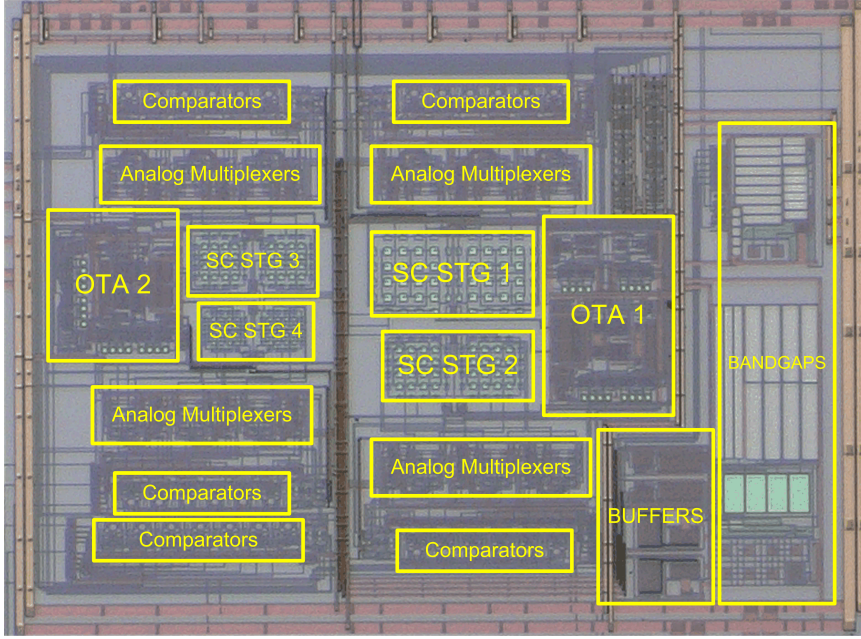 Comparators
Comparators
Analog Multiplexers
Analog Multiplexers
OTA 2
SC STG 3
SC STG 1
OTA 1
SC STG 4
SC STG 2
BANDGAPS
Analog Multiplexers
Analog Multiplexers
Comparators
BUFFERS
Comparators
Comparators